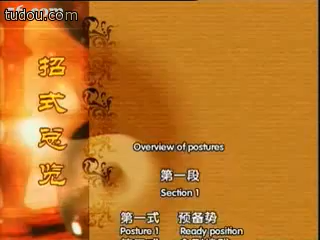 tudou.com
招式总览
Overview of postures
第一段
Section 1
第一式 预备势
Posture 1 Ready position